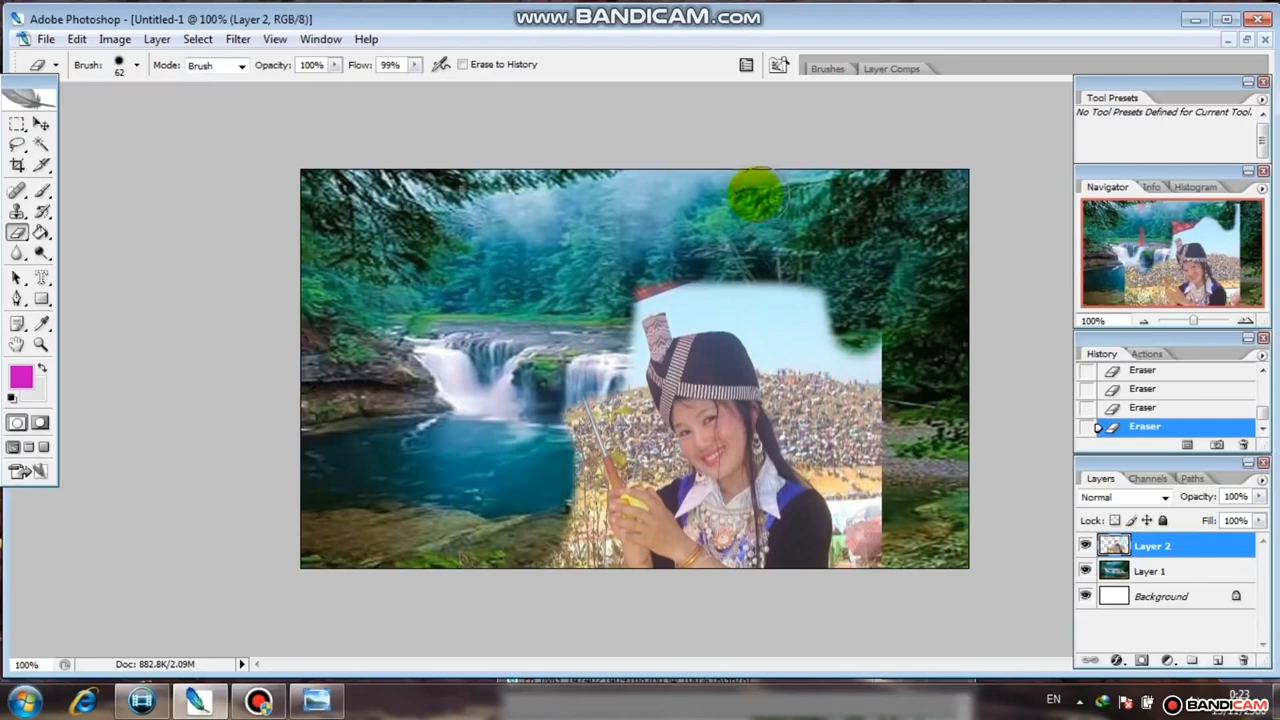 Adobe Photoshop - [Untitled-1 @ 100% (Layer 2, RGB/8)]
www.BANDICAM.com
File Edit Image Layer Select Filter View Window Help
Brush: 62 Mode: Brush Opacity: 100% Flow: 99% Erase to History
Brushes Layer Comps
Tool Presets
No Tool Presets Defined for Current Tool.
Navigator Info Histogram
100%
History Actions
Eraser
Eraser
Eraser
Eraser
Layers Channels Paths
Normal Opacity: 100%
Lock: Fill: 100%
Layer 2
Layer 1
Background
100% Doc: 882.8K/2.09M
EN 0:23
BANDICAM